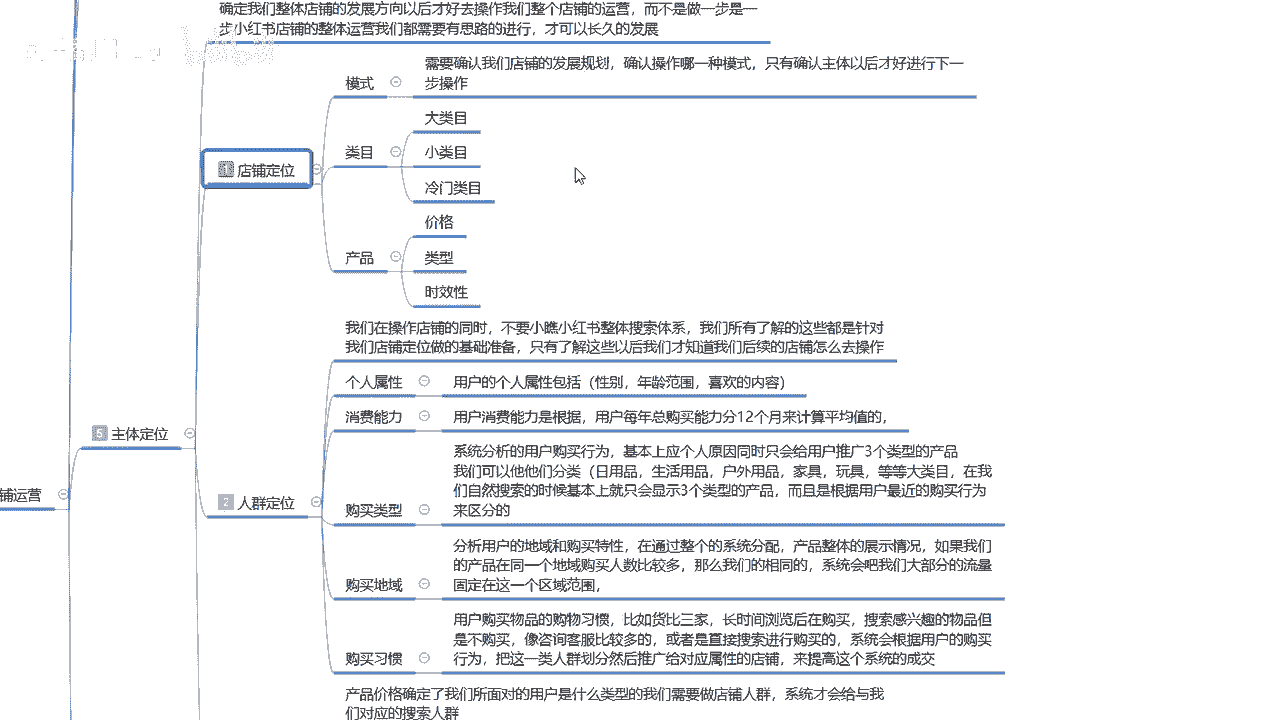 确定我们整体店铺的发展方向以后才好去操作我们整个店铺的运营，而不是做一步是一
步小红书店铺的整体运营我们都需要有思路的进行，才可以长久的发展
模式
需要确认我们店铺的发展规划，确认操作哪一种模式，只有确认主体以后才好进行下一
步操作
1 店铺定位
类目
大类目
小类目
冷门类目
产品
价格
类型
时效性
我们在操作店铺的同时，不要小瞧小红书整体搜索体系，我们所有了解的这些都是针对
我们店铺定位做的基础准备，只有了解这些以后我们才知道我们后续的店铺怎么去操作
个人属性
用户的个人属性包括（性别，年龄范围，喜欢的内容）
消费能力
用户消费能力是根据，用户每年总购买能力分12个月来计算平均值的，
5 主体定位
铺运营
2 人群定位
购买类型
系统分析的用户购买行为，基本上应个人原因同时只会给用户推广3个类型的产品
我们可以他他们分类（日用品，生活用品，户外用品，家具，玩具，等等大类目，在我
们自然搜索的时候基本上就只会显示3个类型的产品，而且是根据用户最近的购买行为
来区分的
购买地域
分析用户的地域和购买特性，在通过整个的系统分配，产品整体的展示情况，如果我们
的产品在同一个地域购买人数比较多，那么我们的相同的，系统会吧我们大部分的流量
固定在这一个区域范围，
购买习惯
用户购买物品的购物习惯，比如货比三家，长时间浏览后在购买，搜索感兴趣的物品但
是不购买，像咨询客服比较多的，或者是直接搜索进行购买的，系统会根据用户的购买
行为，把这一类人群划分然后推广给对应属性的店铺，来提高这个系统的成交
产品价格确定了我们所面对的用户是什么类型的我们需要做店铺人群，系统才会给与我
们对应的搜索人群